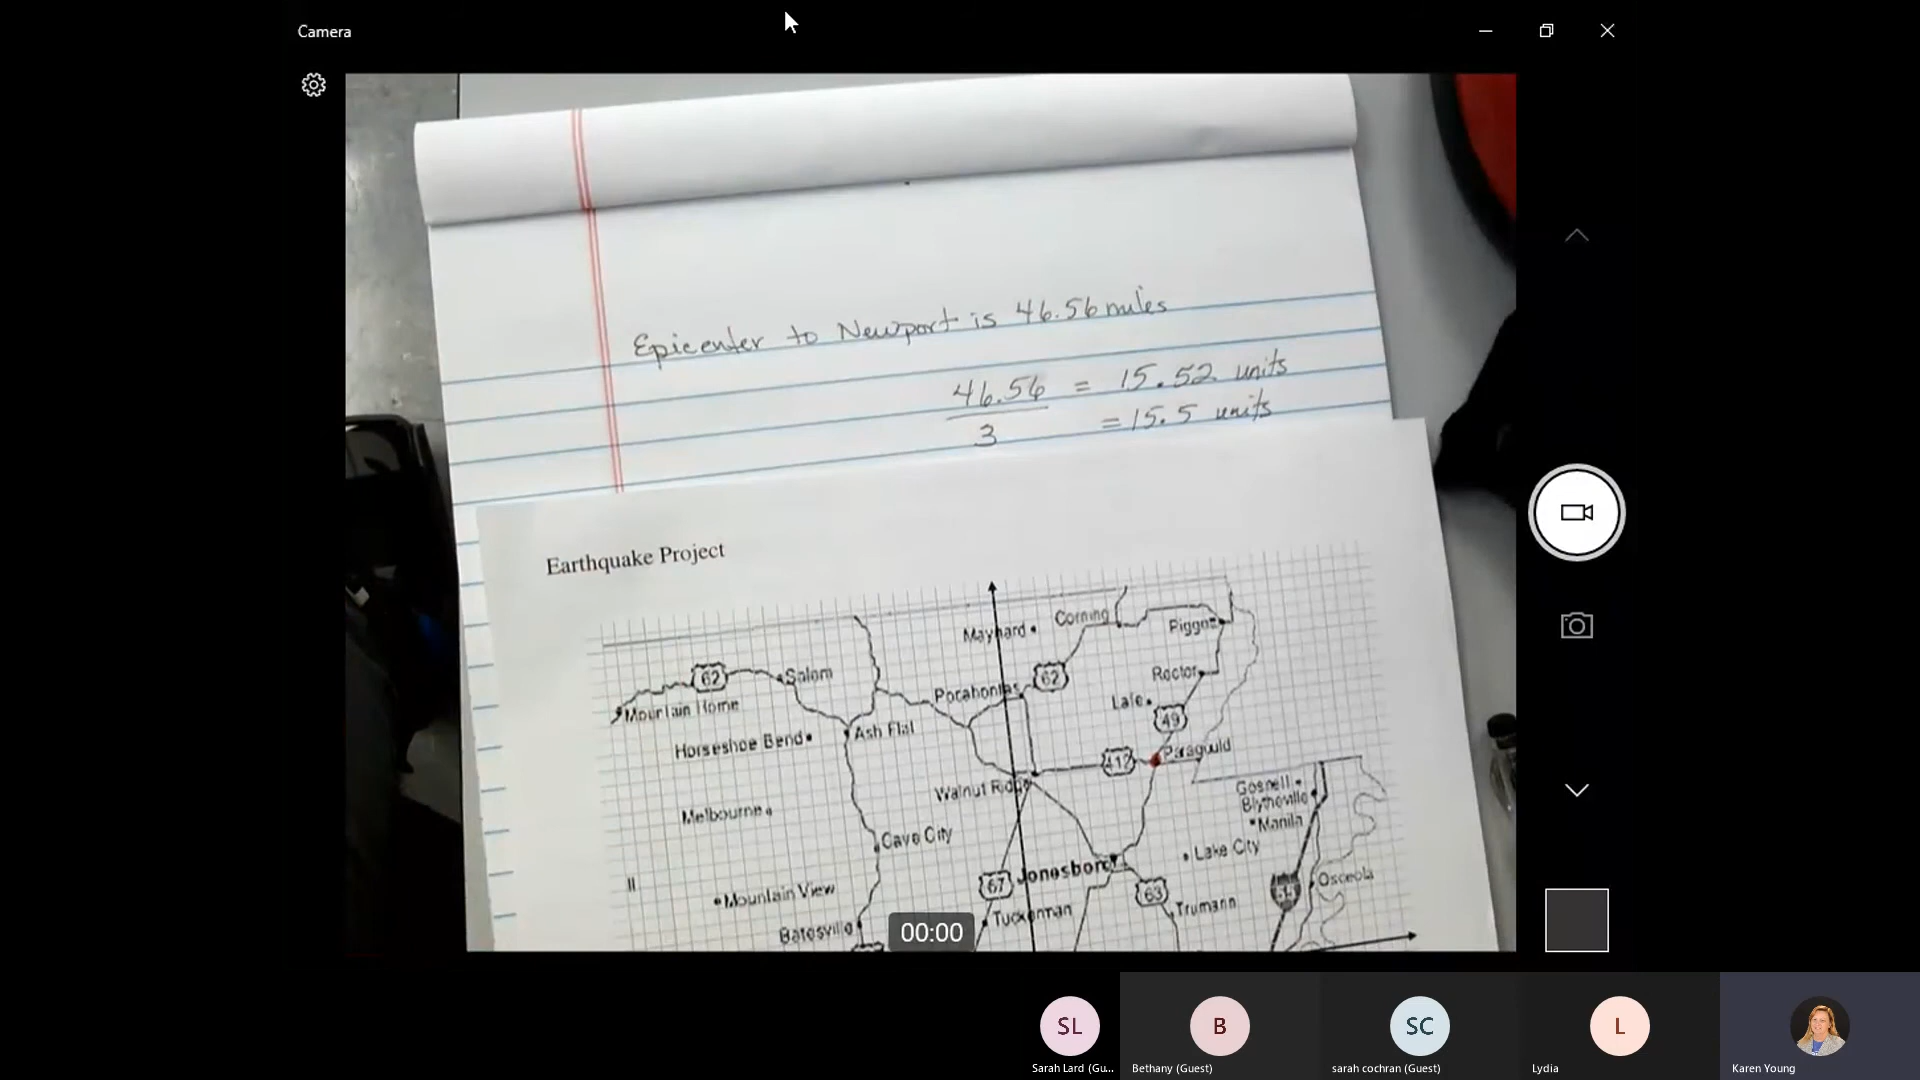 Camera
Epicenter to Newport is 46.56 miles
46.56 = 15.52 units
3 = 15.5 units
Earthquake Project
Maynard
Corning
Piggott
62
Salem
Rector
Pocahontas
62
Mountain Home
Lafe
49
Horseshoe Bend
Ash Flat
412
Paragould
Walnut Ridge
Gosnell
Blytheville
Melbourne
Manila
Cave City
Lake City
Jonesboro
II
67
63
55
Osceola
Mountain View
Tuckerman
Trumann
Batesville
00:00
SL
B
SC
L
Sarah Lard (Gu...
Bethany (Guest)
sarah cochran (Guest)
Lydia
Karen Young